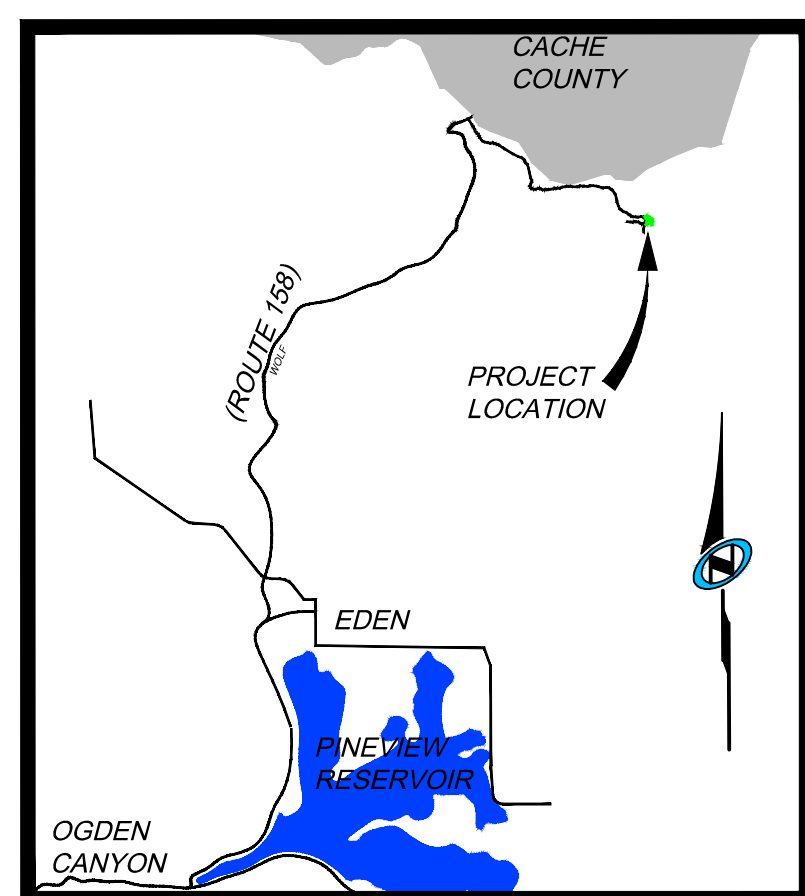 CACHE
COUNTY
(ROUTE 158)
WOLF
PROJECT
LOCATION
N
EDEN
PINEVIEW
RESERVOIR
OGDEN
CANYON